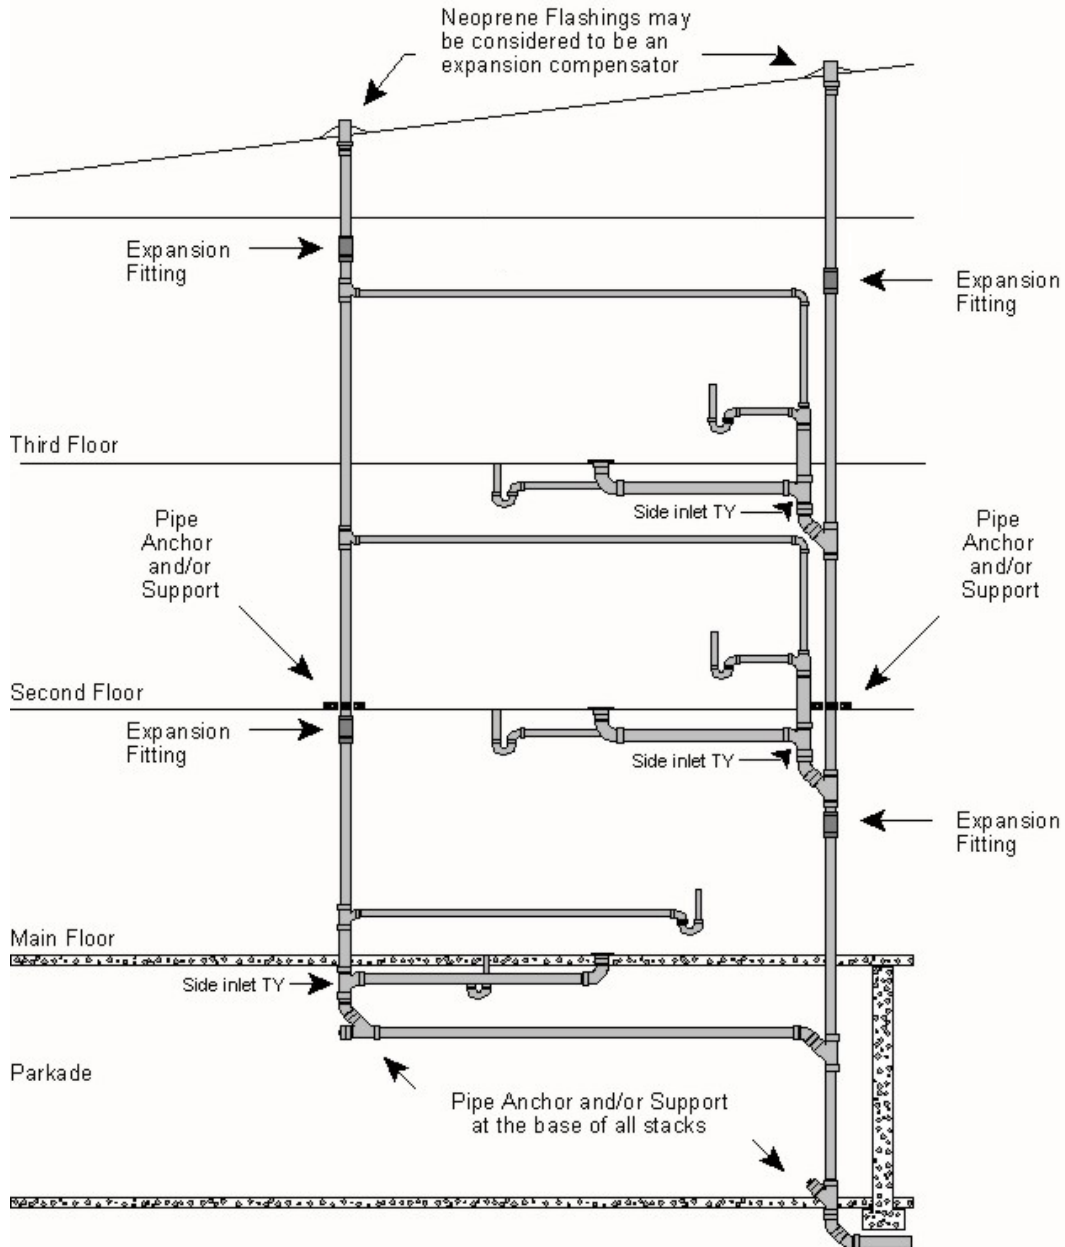 Neoprene Flashings may
be considered to be an
expansion compensator
Expansion
Fitting
Expansion
Fitting
Third Floor
Side inlet TY
Pipe
Anchor
and/or
Support
Pipe
Anchor
and/or
Support
Second Floor
Expansion
Fitting
Side inlet TY
Expansion
Fitting
Main Floor
Side inlet TY
Parkade
Pipe Anchor and/or Support
at the base of all stacks